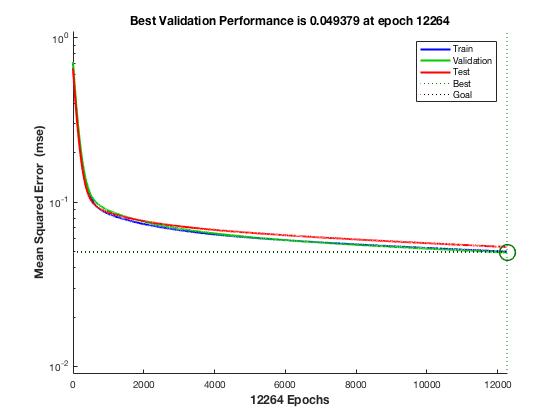 Best Validation Performance is 0.049379 at epoch 12264
Train
Validation
Test
Best
Goal
Mean Squared Error (mse)
10^0
10^-1
10^-2
0 2000 4000 6000 8000 10000 12000
12264 Epochs